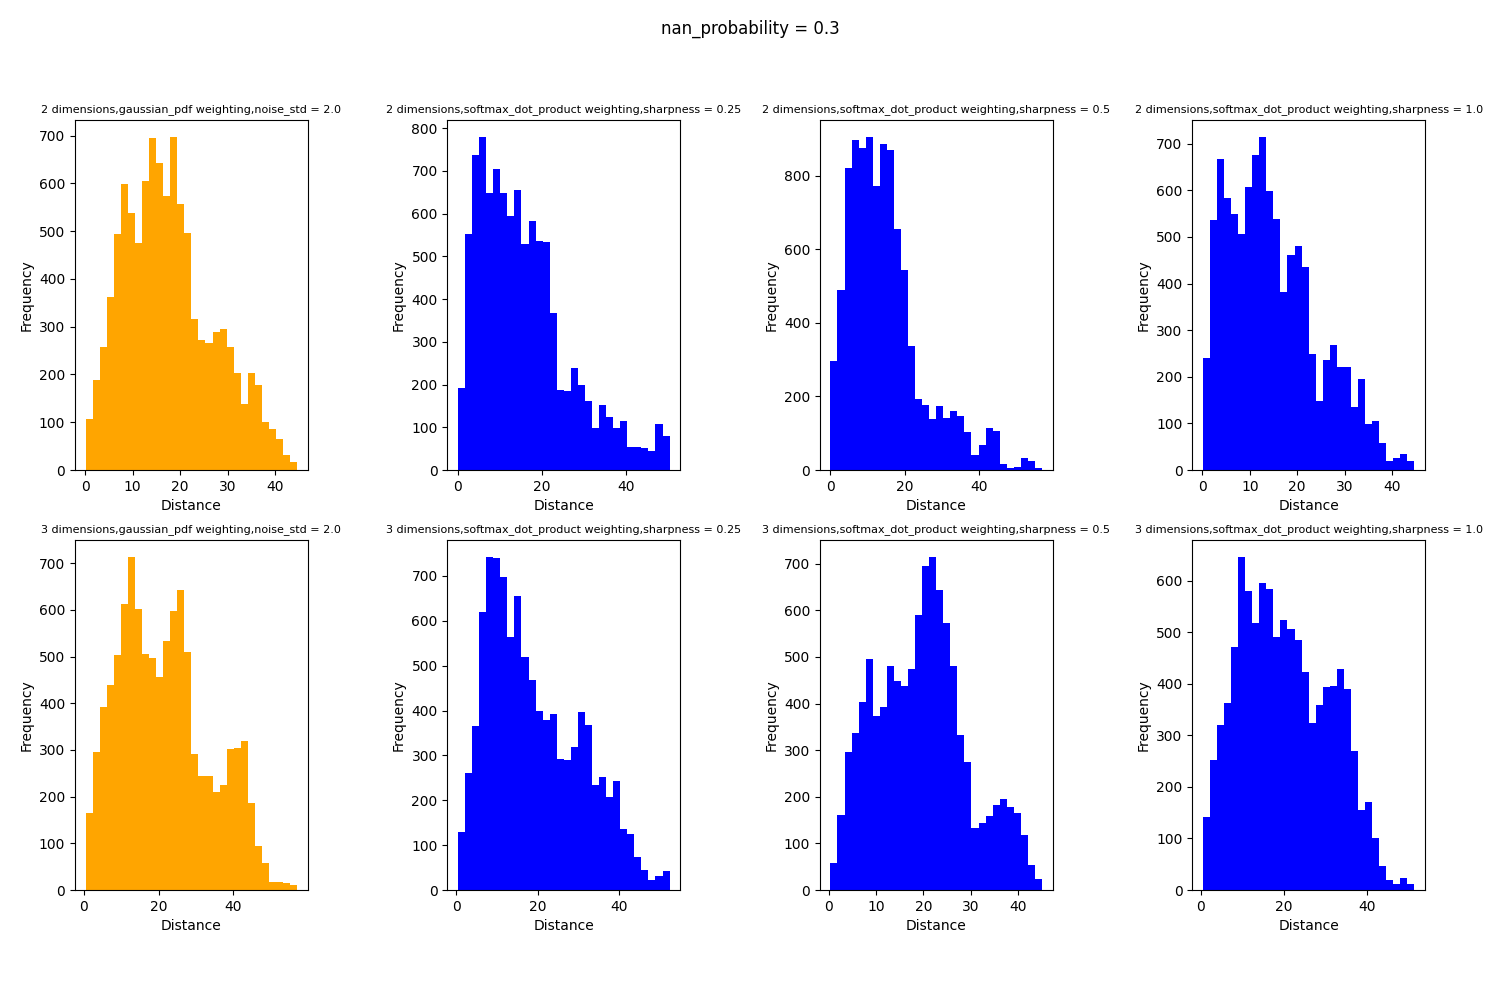 nan_probability = 0.3
2 dimensions,gaussian_pdf weighting,noise_std = 2.0
700
600
500
400
300
200
100
0
Frequency
0 10 20 30 40
Distance
2 dimensions,softmax_dot_product weighting,sharpness = 0.25
800
700
600
500
400
300
200
100
0
Frequency
0 20 40
Distance
2 dimensions,softmax_dot_product weighting,sharpness = 0.5
800
600
400
200
0
Frequency
0 20 40
Distance
2 dimensions,softmax_dot_product weighting,sharpness = 1.0
700
600
500
400
300
200
100
0
Frequency
0 10 20 30 40
Distance
3 dimensions,gaussian_pdf weighting,noise_std = 2.0
700
600
500
400
300
200
100
0
Frequency
0 20 40
Distance
3 dimensions,softmax_dot_product weighting,sharpness = 0.25
700
600
500
400
300
200
100
0
Frequency
0 20 40
Distance
3 dimensions,softmax_dot_product weighting,sharpness = 0.5
700
600
500
400
300
200
100
0
Frequency
0 10 20 30 40
Distance
3 dimensions,softmax_dot_product weighting,sharpness = 1.0
600
500
400
300
200
100
0
Frequency
0 20 40
Distance